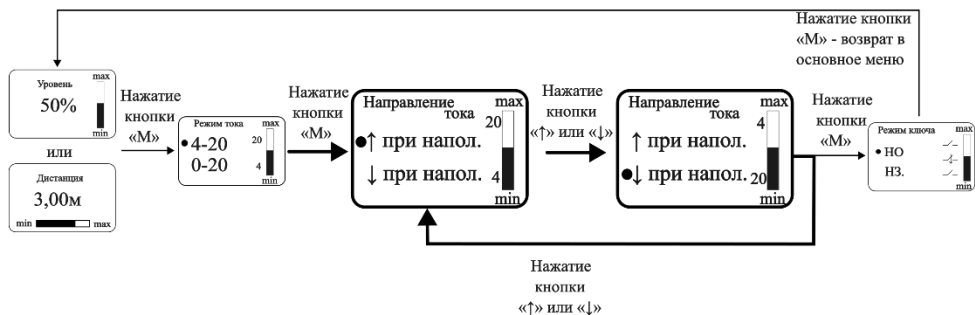 Нажатие кнопки
«М» - возврат в
основное меню
Уровень
50%
max
min
или
Дистанция
3,00м
min
max
Нажатие
кнопки
«М»
Режим тока
• 4-20
0-20
max
20
4
min
Нажатие
кнопки
«М»
Направление
тока
●↑ при напол.
↓ при напол.
max
20
4
min
Нажатие
кнопки
«↑» или «↓»
Направление
тока
↑ при напол.
●↓ при напол.
max
4
20
min
Нажатие
кнопки
«М»
Режим ключа
• НО
НЗ.
max
min
Нажатие
кнопки
«↑» или «↓»